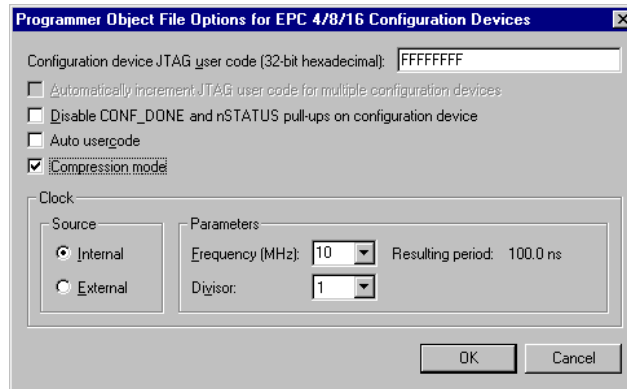 Programmer Object File Options for EPC 4/8/16 Configuration Devices
Configuration device JTAG user code (32-bit hexadecimal): FFFFFFFF
Automatically increment JTAG user code for multiple configuration devices
Disable CONF_DONE and nSTATUS pull-ups on configuration device
Auto usercode
Compression mode
Clock
Source
Internal
External
Parameters
Frequency (MHz): 10 Resulting period: 100.0 ns
Divisor: 1
OK Cancel